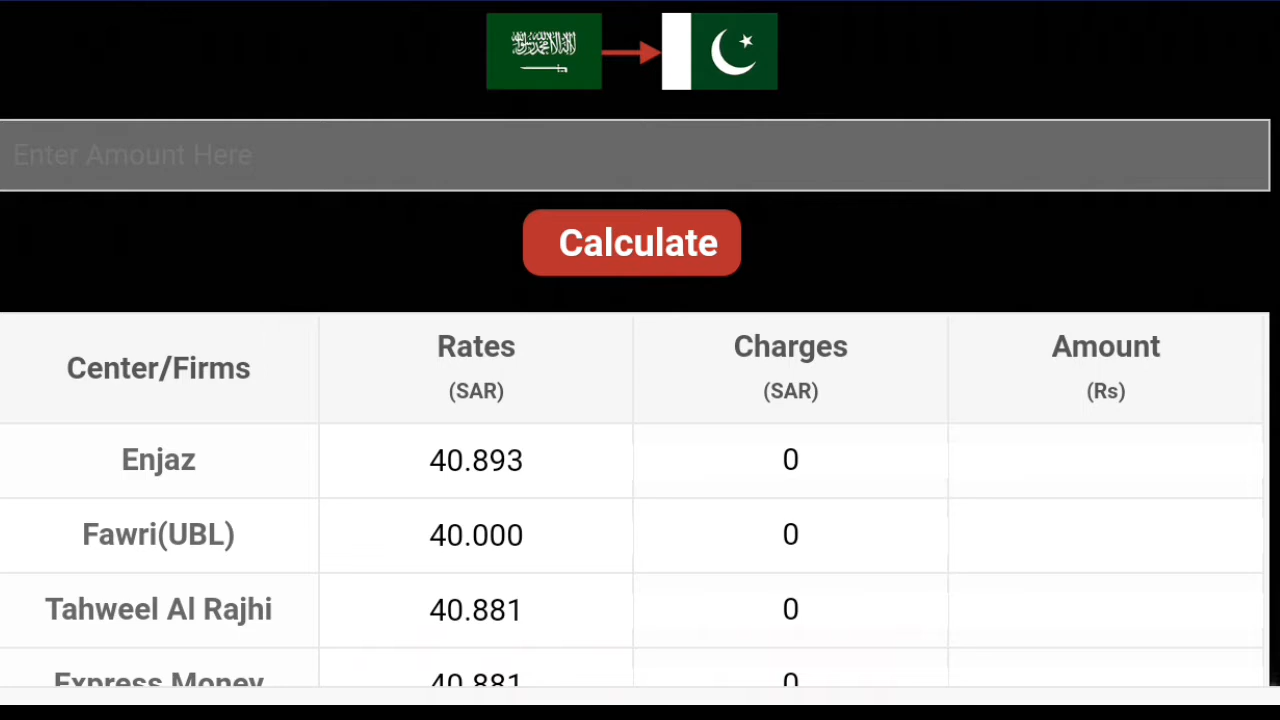 Enter Amount Here
Calculate
Center/Firms Rates (SAR) Charges (SAR) Amount (Rs)
Enjaz 40.893 0
Fawri(UBL) 40.000 0
Tahweel Al Rajhi 40.881 0
Express Money 40.881 0